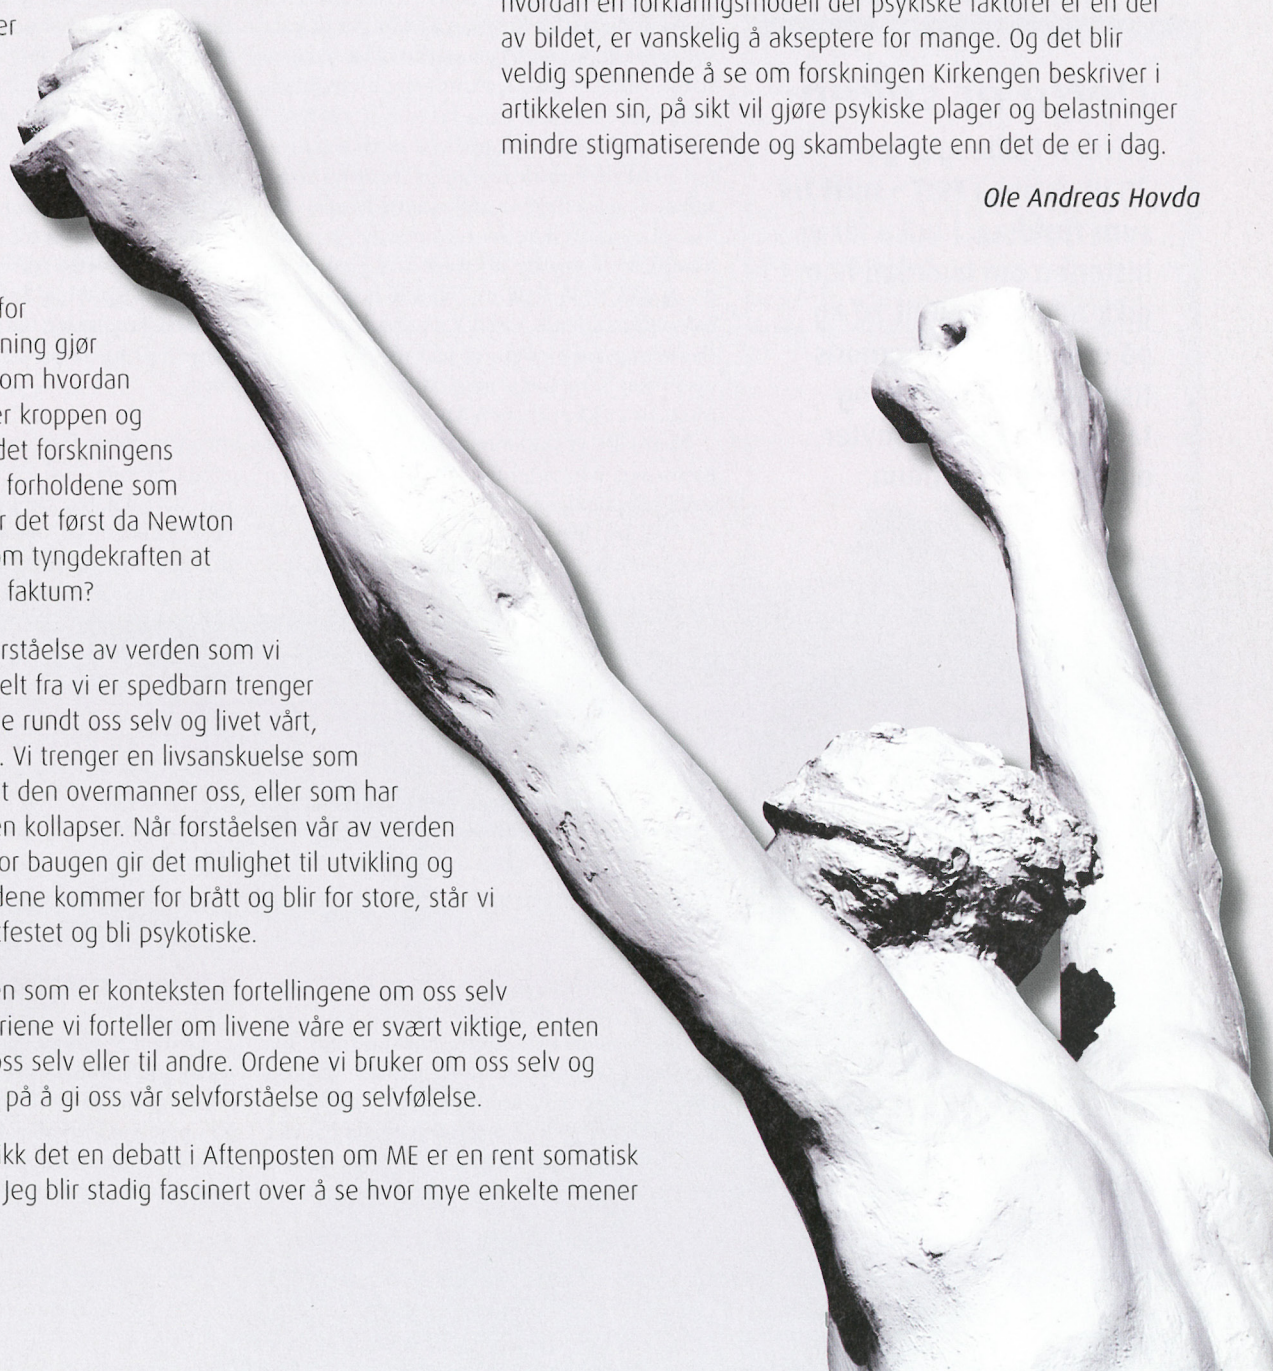 er
for
ning gjør
om hvordan
er kroppen og
det forskningens
forholdene som
r det først da Newton
om tyngdekraften at
faktum?
rståelse av verden som vi
elt fra vi er spedbarn trenger
e rundt oss selv og livet vårt,
. Vi trenger en livsanskuelse som
t den overmanner oss, eller som har
en kollapser. Når forståelsen vår av verden
or baugen gir det mulighet til utvikling og
dene kommer for brått og blir for store, står vi
tfestet og bli psykotiske.
en som er konteksten fortellingene om oss selv
riene vi forteller om livene våre er svært viktige, enten
oss selv eller til andre. Ordene vi bruker om oss selv og
på å gi oss vår selvforståelse og selvfølelse.
kk det en debatt i Aftenposten om ME er en rent somatisk
Jeg blir stadig fascinert over å se hvor mye enkelte mener
hvordan en forklaringsmodell der psykiske faktorer er en del
av bildet, er vanskelig å akseptere for mange. Og det blir
veldig spennende å se om forskningen Kirkengen beskriver i
artikkelen sin, på sikt vil gjøre psykiske plager og belastninger
mindre stigmatiserende og skambelagte enn det de er i dag.
Ole Andreas Hovda